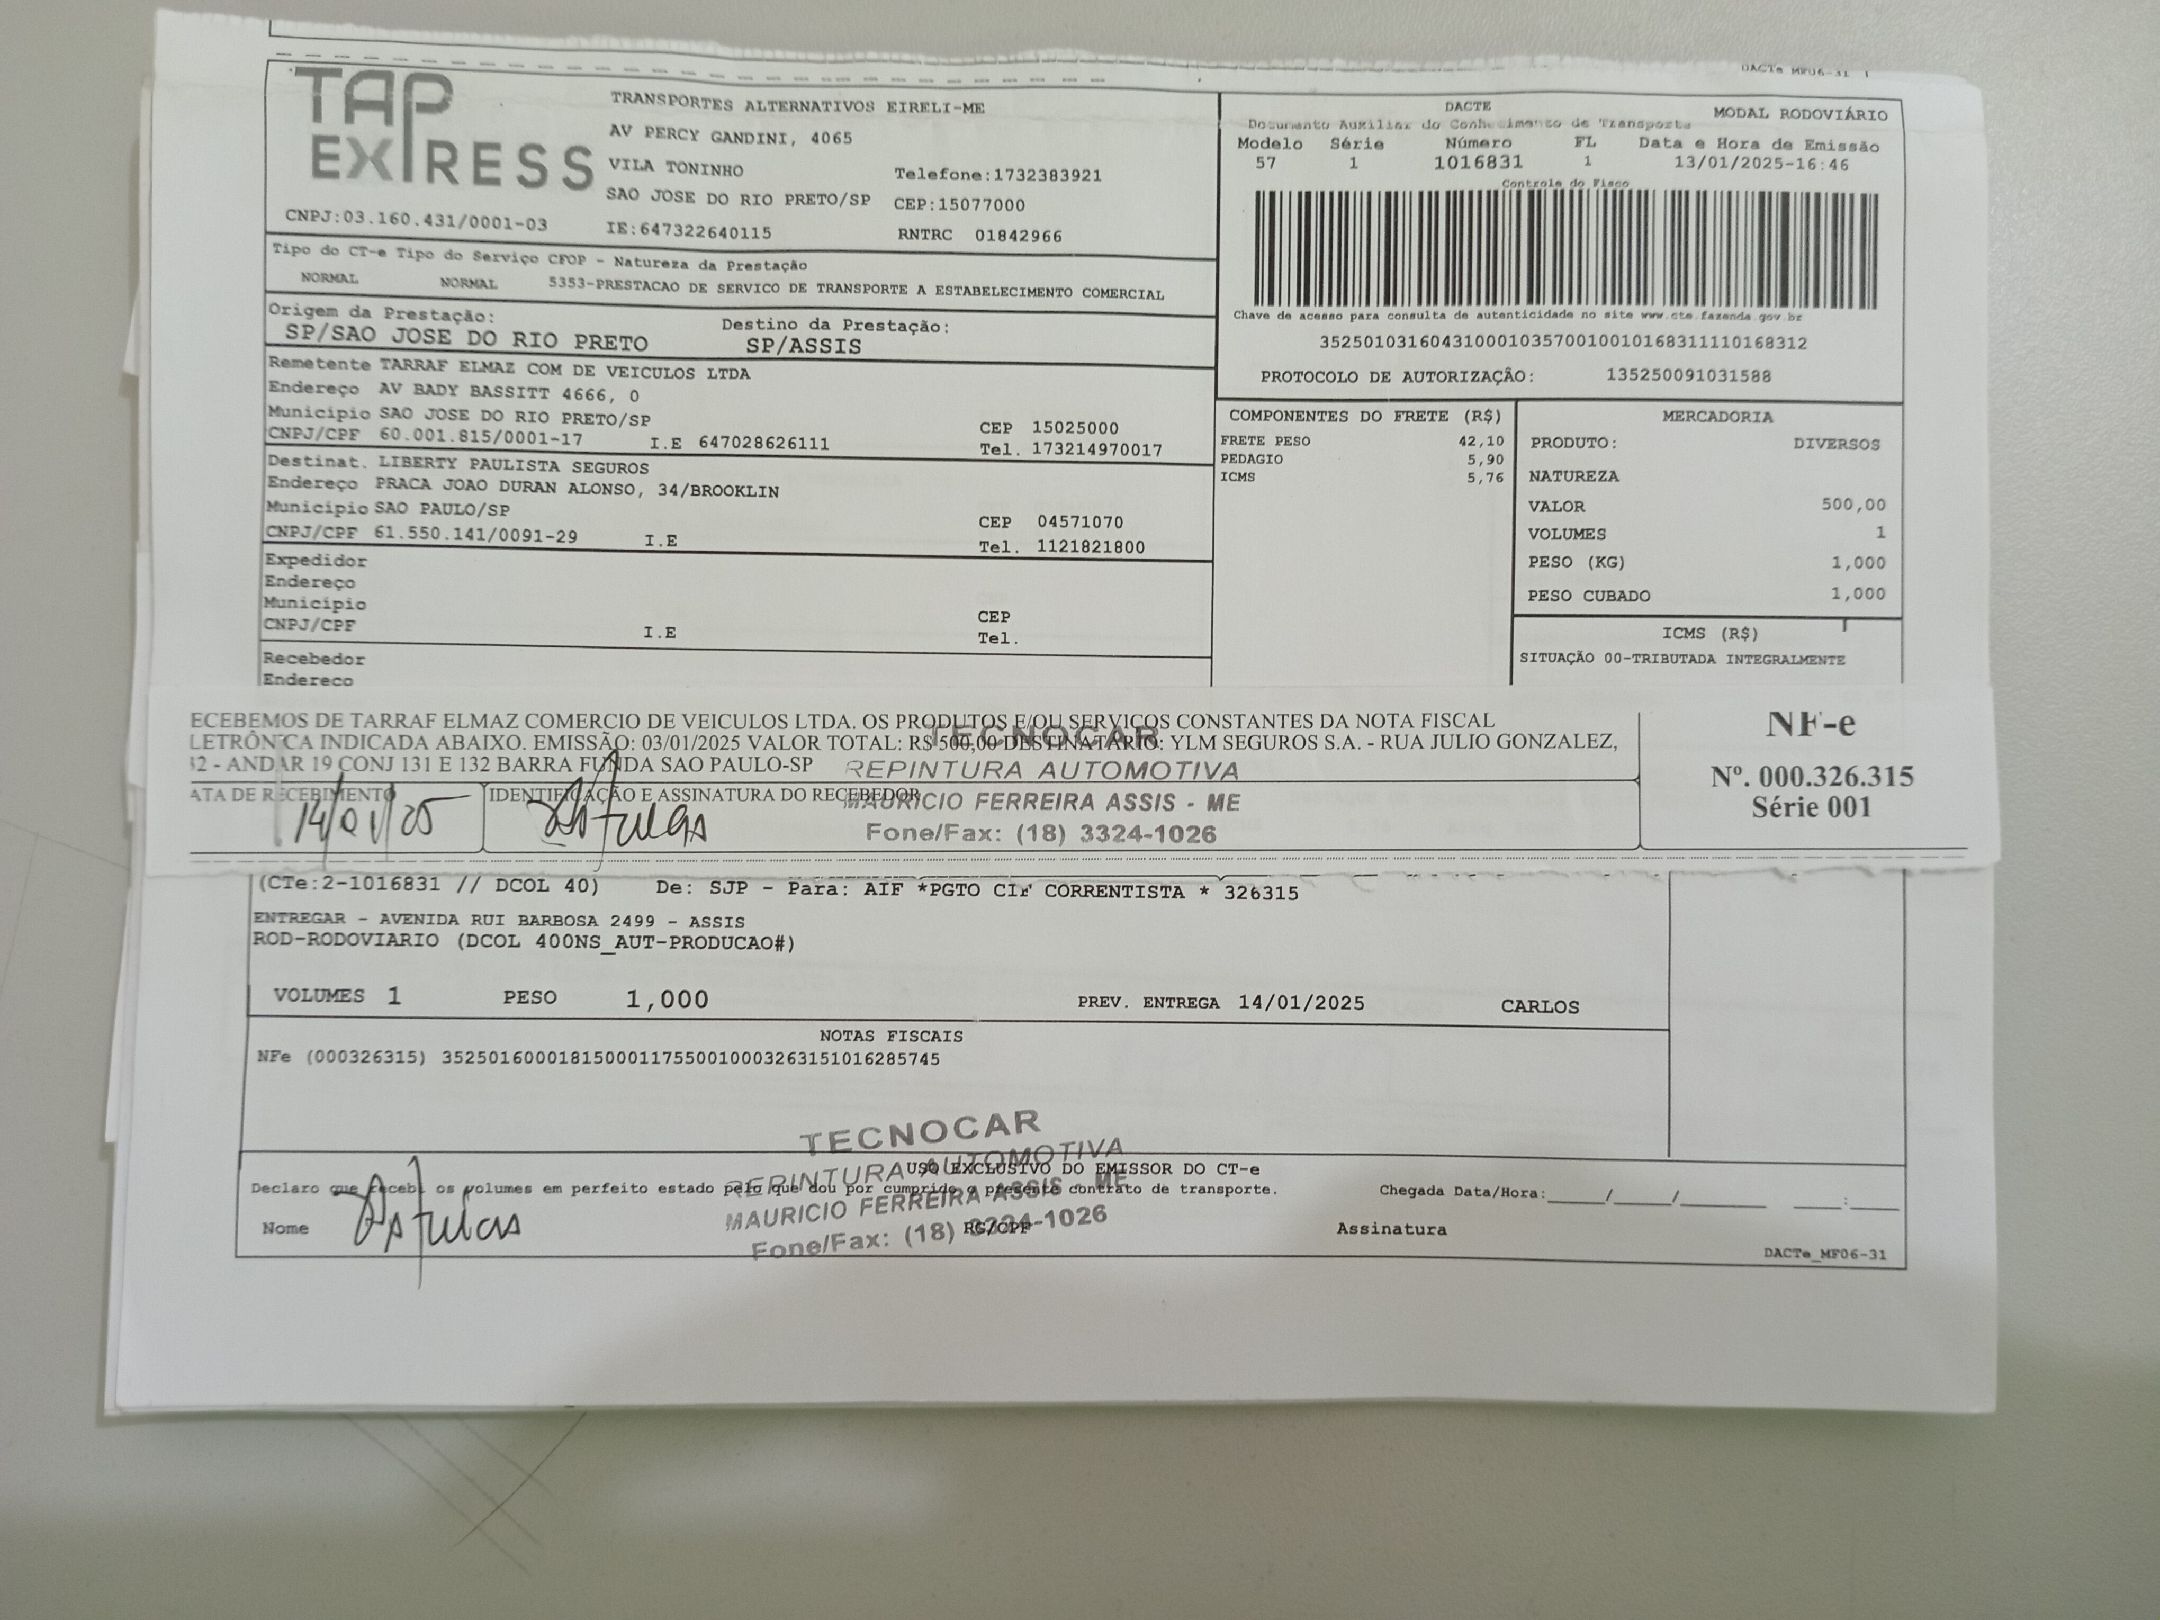 DACTe MF06-31
TAP EXPRESS
TRANSPORTES ALTERNATIVOS EIRELI-ME
AV PERCY GANDINI, 4065
VILA TONINHO Telefone:1732383921
SAO JOSE DO RIO PRETO/SP CEP:15077000
CNPJ:03.160.431/0001-03 IE:647322640115 RNTRC 01842966
DACTE MODAL RODOVIÁRIO
Documento Auxiliar do Conhecimento de Transporte
Modelo Série Número FL Data e Hora de Emissão
57 1 1016831 1 13/01/2025-16:46
Controle do Fisco
Chave de acesso para consulta de autenticidade no site www.cte.fazenda.gov.br
35250103160431000103570010010168311110168312
PROTOCOLO DE AUTORIZAÇÃO: 135250091031588
Tipo do CT-e Tipo do Serviço CFOP - Natureza da Prestação
NORMAL NORMAL 5353-PRESTACAO DE SERVICO DE TRANSPORTE A ESTABELECIMENTO COMERCIAL
Origem da Prestação: Destino da Prestação:
SP/SAO JOSE DO RIO PRETO SP/ASSIS
Remetente TARRAF ELMAZ COM DE VEICULOS LTDA
Endereço AV BADY BASSITT 4666, 0
Município SAO JOSE DO RIO PRETO/SP CEP 15025000
CNPJ/CPF 60.001.815/0001-17 I.E 647028626111 Tel. 173214970017
Destinat. LIBERTY PAULISTA SEGUROS
Endereço PRACA JOAO DURAN ALONSO, 34/BROOKLIN
Município SAO PAULO/SP CEP 04571070
CNPJ/CPF 61.550.141/0091-29 I.E Tel. 1121821800
Expedidor
Endereço
Município CEP
CNPJ/CPF I.E Tel.
Recebedor
Endereco
COMPONENTES DO FRETE (R$)
FRETE PESO 42,10
PEDAGIO 5,90
ICMS 5,76
MERCADORIA
PRODUTO: DIVERSOS
NATUREZA
VALOR 500,00
VOLUMES 1
PESO (KG) 1,000
PESO CUBADO 1,000
ICMS (R$)
SITUAÇÃO 00-TRIBUTADA INTEGRALMENTE
ECEBEMOS DE TARRAF ELMAZ COMERCIO DE VEICULOS LTDA. OS PRODUTOS E/OU SERVIÇOS CONSTANTES DA NOTA FISCAL
LETRÔNICA INDICADA ABAIXO. EMISSÃO: 03/01/2025 VALOR TOTAL: R$ 500,00 DESTINATÁRIO: YLM SEGUROS S.A. - RUA JULIO GONZALEZ,
32 - ANDAR 19 CONJ 131 E 132 BARRA FUNDA SAO PAULO-SP
ATA DE RECEBIMENTO IDENTIFICAÇÃO E ASSINATURA DO RECEBEDOR
14/01/25
TECNOCAR
REPINTURA AUTOMOTIVA
MAURICIO FERREIRA ASSIS - ME
Fone/Fax: (18) 3324-1026
NF-e
Nº. 000.326.315
Série 001
(CTe:2-1016831 // DCOL 40) De: SJP - Para: AIF *PGTO CIF CORRENTISTA * 326315
ENTREGAR - AVENIDA RUI BARBOSA 2499 - ASSIS
ROD-RODOVIARIO (DCOL 400NS_AUT-PRODUCAO#)
VOLUMES 1 PESO 1,000 PREV. ENTREGA 14/01/2025 CARLOS
NOTAS FISCAIS
NFe (000326315) 35250160001815000117550010003263151016285745
TECNOCAR
REPINTURA AUTOMOTIVA
MAURICIO FERREIRA ASSIS - ME
Fone/Fax: (18) 3324-1026
USO EXCLUSIVO DO EMISSOR DO CT-e
Declaro que recebi os volumes em perfeito estado pelo que dou por cumprido o presente contrato de transporte. Chegada Data/Hora:____/____/______ ___:___
Nome RG/CPF Assinatura
DACTe_MF06-31